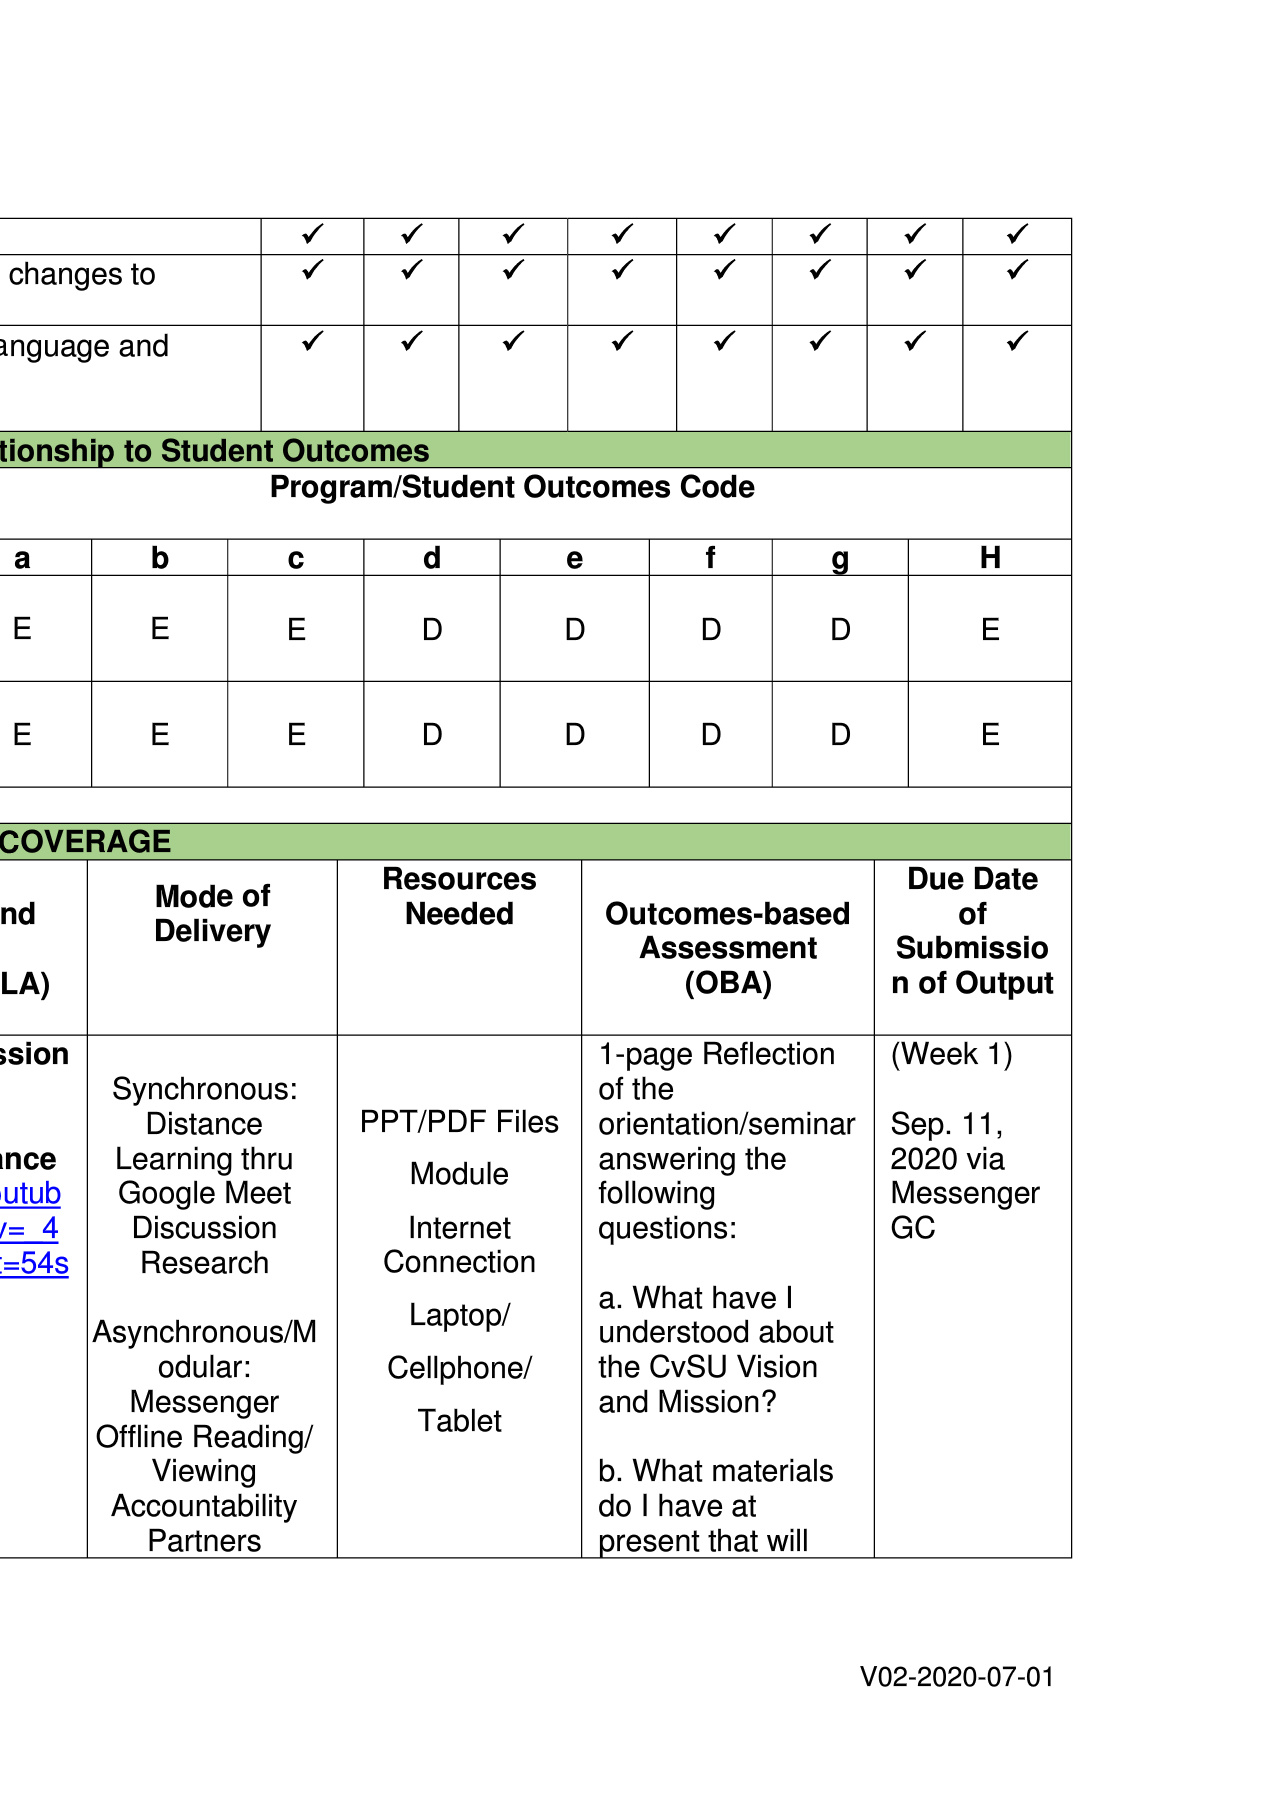 ✓ ✓ ✓ ✓ ✓ ✓ ✓ ✓
changes to ✓ ✓ ✓ ✓ ✓ ✓ ✓ ✓
anguage and ✓ ✓ ✓ ✓ ✓ ✓ ✓ ✓
tionship to Student Outcomes
Program/Student Outcomes Code
a b c d e f g H
E E E D D D D E
E E E D D D D E
COVERAGE
nd
LA)
Mode of
Delivery
Resources
Needed
Outcomes-based
Assessment
(OBA)
Due Date
of
Submissio
n of Output
ssion
ance
outub
v=_4
t=54s
Synchronous:
Distance
Learning thru
Google Meet
Discussion
Research
Asynchronous/M
odular:
Messenger
Offline Reading/
Viewing
Accountability
Partners
PPT/PDF Files
Module
Internet
Connection
Laptop/
Cellphone/
Tablet
1-page Reflection
of the
orientation/seminar
answering the
following
questions:
a. What have I
understood about
the CvSU Vision
and Mission?
b. What materials
do I have at
present that will
(Week 1)
Sep. 11,
2020 via
Messenger
GC
V02-2020-07-01